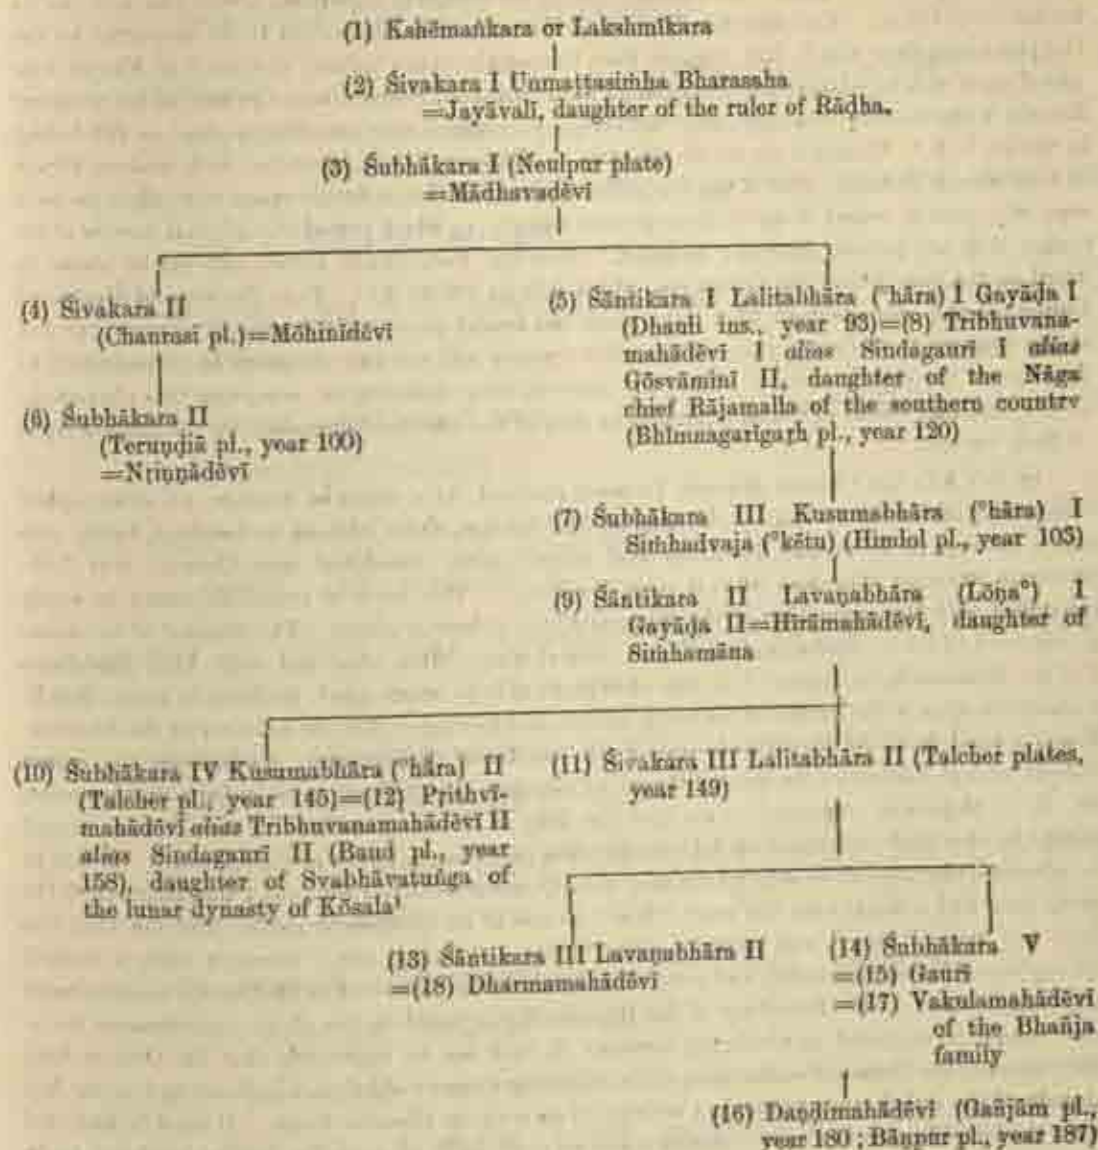 (1) Kshēmaṅkara or Lakshmīkara
(2) Śivakara I Unmaṭṭasiṁha Bharasaha
=Jayāvalī, daughter of the ruler of Rāḍha.
(3) Śubhākara I (Neulpur plate)
=Mādhavadēvī
(4) Śivakara II
(Chaurasi pl.)=Mōhinīdēvī
(6) Śubhākara II
(Teruṇḍiā pl., year 100)
=Nṛiṇṇādēvī
(5) Śāntikara I Lalitabhāra (°hāra) I Gayāḍa I
(Dhauli ins., year 93)=(8) Tribhuvana-
mahādēvī I alias Sindagaurī I alias
Gōsvāminī II, daughter of the Nāga
chief Rājamalla of the southern country
(Bhīmnagarīgaṛh pl., year 120)
(7) Śubhākara III Kusumabhāra (°hāra) I
Siṁhadvaja (°kētu) (Hindol pl., year 103)
(9) Śāntikara II Lavaṇabhāra (Lōṇa°) I
Gayāḍa II=Hīrāmahādēvī, daughter of
Siṁhamāna
(10) Śubhākara IV Kusumabhāra (°hāra) II
(Talcher pl., year 145)=(12) Pṛithvī-
mahādēvī alias Tribhuvanamahādēvī II
alias Sindagaurī II (Baud pl., year
158), daughter of Svabhāvatuṅga of
the lunar dynasty of Kōsala¹
(11) Śivakara III Lalitabhāra II (Talcher plates,
year 149)
(13) Śāntikara III Lavaṇabhāra II
=(18) Dharmamahādēvī
(14) Śubhākara V
=(15) Gaurī
=(17) Vakulamahādēvī
of the Bhañja
family
(16) Daṇḍimahādēvī (Gañjām pl.,
year 180 ; Bāṇpur pl., year 187)